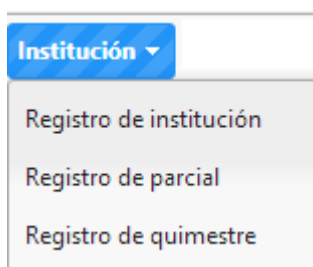 Institución
Registro de institución
Registro de parcial
Registro de quimestre